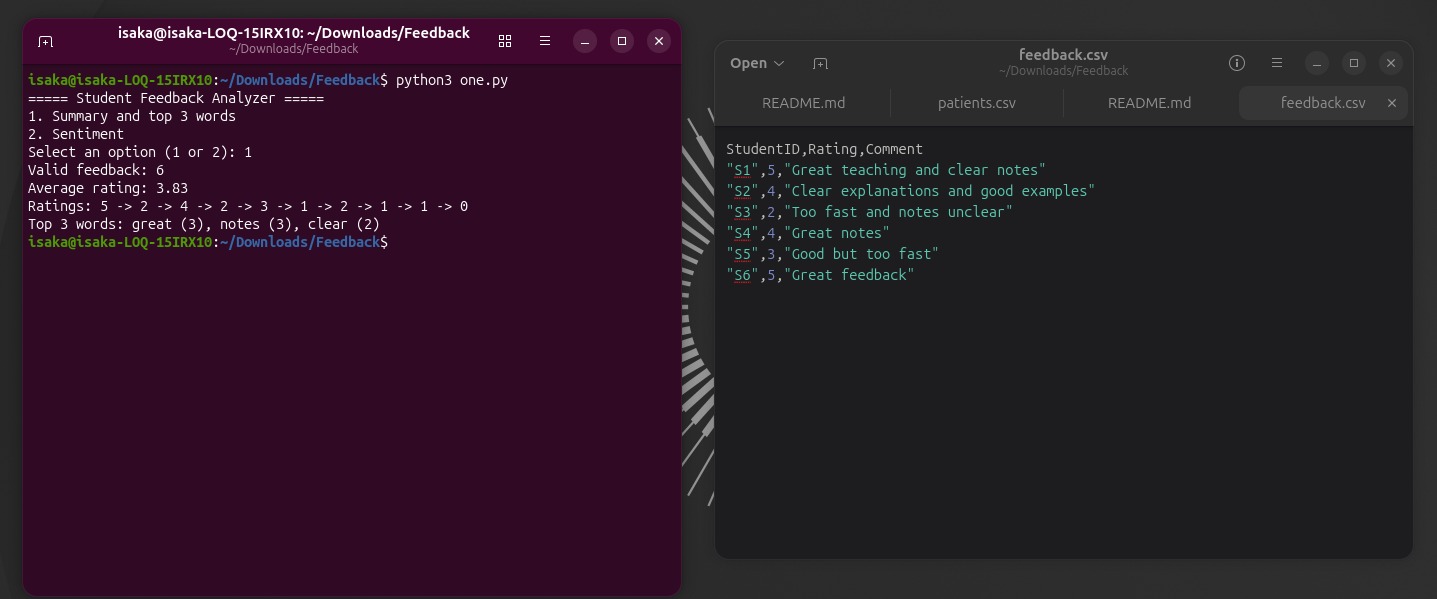 isaka@isaka-LOQ-15IRX10: ~/Downloads/Feedback
~/Downloads/Feedback
isaka@isaka-LOQ-15IRX10:~/Downloads/Feedback$ python3 one.py
===== Student Feedback Analyzer =====
1. Summary and top 3 words
2. Sentiment
Select an option (1 or 2): 1
Valid feedback: 6
Average rating: 3.83
Ratings: 5 -> 2 -> 4 -> 2 -> 3 -> 1 -> 2 -> 1 -> 1 -> 0
Top 3 words: great (3), notes (3), clear (2)
isaka@isaka-LOQ-15IRX10:~/Downloads/Feedback$
Open
feedback.csv
~/Downloads/Feedback
README.md
patients.csv
README.md
feedback.csv
StudentID,Rating,Comment
"S1",5,"Great teaching and clear notes"
"S2",4,"Clear explanations and good examples"
"S3",2,"Too fast and notes unclear"
"S4",4,"Great notes"
"S5",3,"Good but too fast"
"S6",5,"Great feedback"